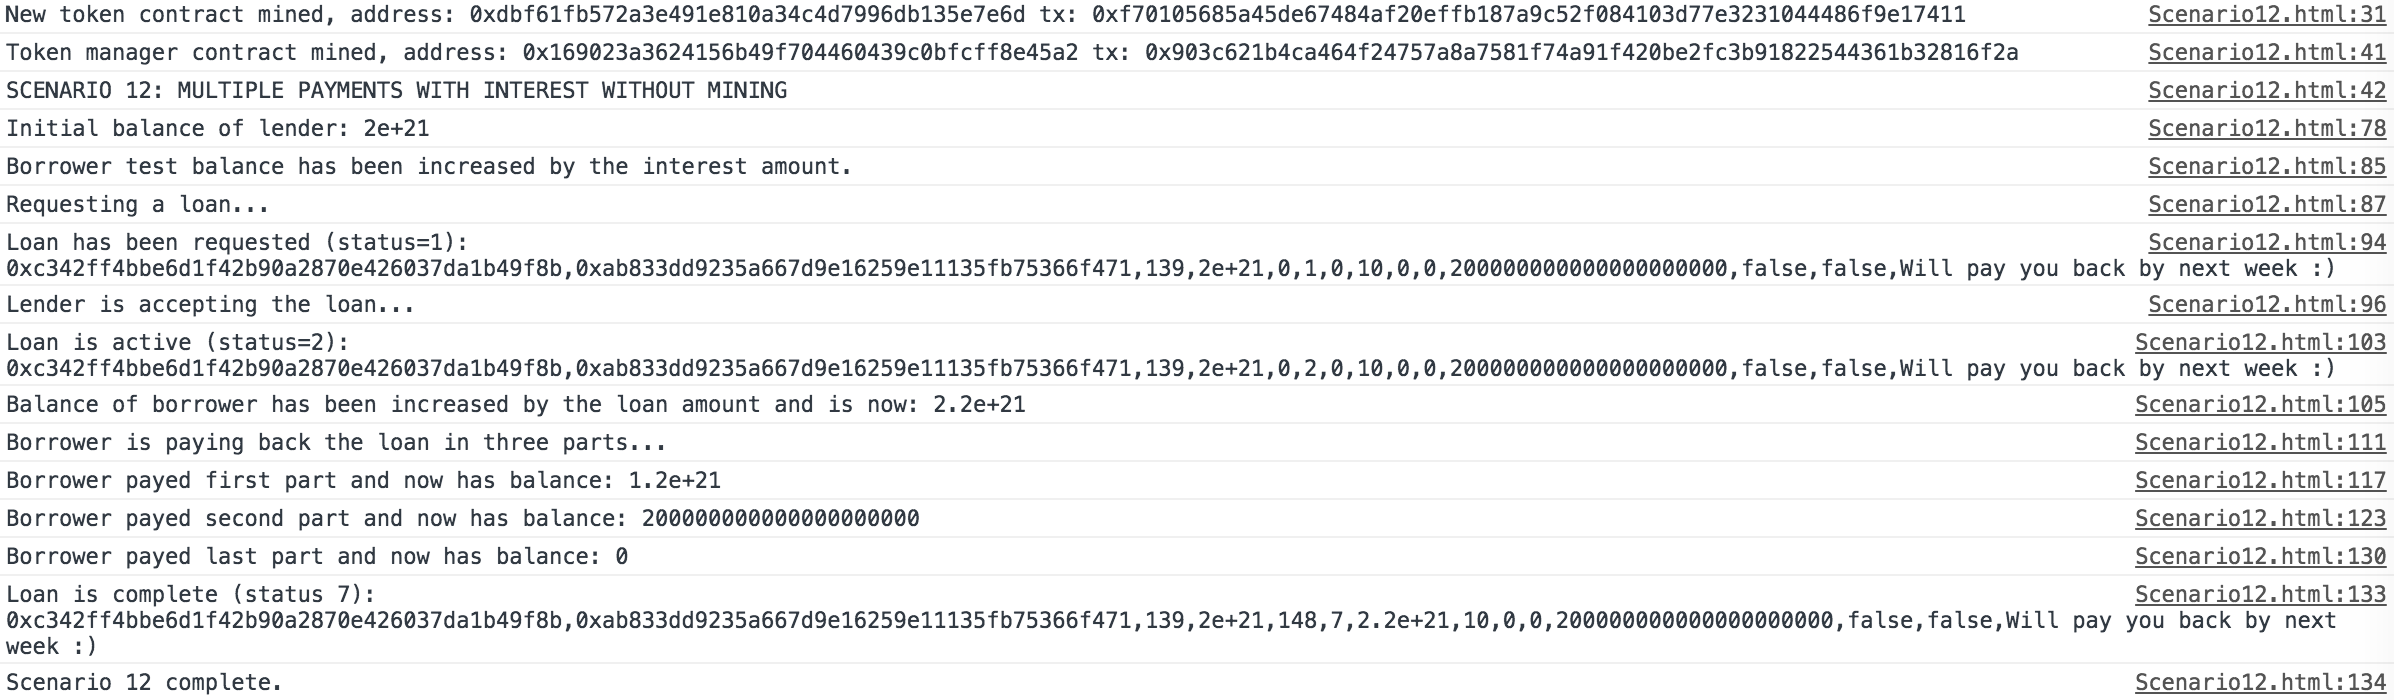 New token contract mined, address: 0xdbf61fb572a3e491e810a34c4d7996db135e7e6d tx: 0xf70105685a45de67484af20effb187a9c52f084103d77e3231044486f9e17411 Scenario12.html:31
Token manager contract mined, address: 0x169023a3624156b49f704460439c0bfcff8e45a2 tx: 0x903c621b4ca464f24757a8a7581f74a91f420be2fc3b91822544361b32816f2a Scenario12.html:41
SCENARIO 12: MULTIPLE PAYMENTS WITH INTEREST WITHOUT MINING Scenario12.html:42
Initial balance of lender: 2e+21 Scenario12.html:78
Borrower test balance has been increased by the interest amount. Scenario12.html:85
Requesting a loan... Scenario12.html:87
Loan has been requested (status=1): Scenario12.html:94
0xc342ff4bbe6d1f42b90a2870e426037da1b49f8b,0xab833dd9235a667d9e16259e11135fb75366f471,139,2e+21,0,1,0,10,0,0,200000000000000000000,false,false,Will pay you back by next week :)
Lender is accepting the loan... Scenario12.html:96
Loan is active (status=2): Scenario12.html:103
0xc342ff4bbe6d1f42b90a2870e426037da1b49f8b,0xab833dd9235a667d9e16259e11135fb75366f471,139,2e+21,0,2,0,10,0,0,200000000000000000000,false,false,Will pay you back by next week :)
Balance of borrower has been increased by the loan amount and is now: 2.2e+21 Scenario12.html:105
Borrower is paying back the loan in three parts... Scenario12.html:111
Borrower payed first part and now has balance: 1.2e+21 Scenario12.html:117
Borrower payed second part and now has balance: 200000000000000000000 Scenario12.html:123
Borrower payed last part and now has balance: 0 Scenario12.html:130
Loan is complete (status 7): Scenario12.html:133
0xc342ff4bbe6d1f42b90a2870e426037da1b49f8b,0xab833dd9235a667d9e16259e11135fb75366f471,139,2e+21,148,7,2.2e+21,10,0,0,200000000000000000000,false,false,Will pay you back by next
week :)
Scenario 12 complete. Scenario12.html:134